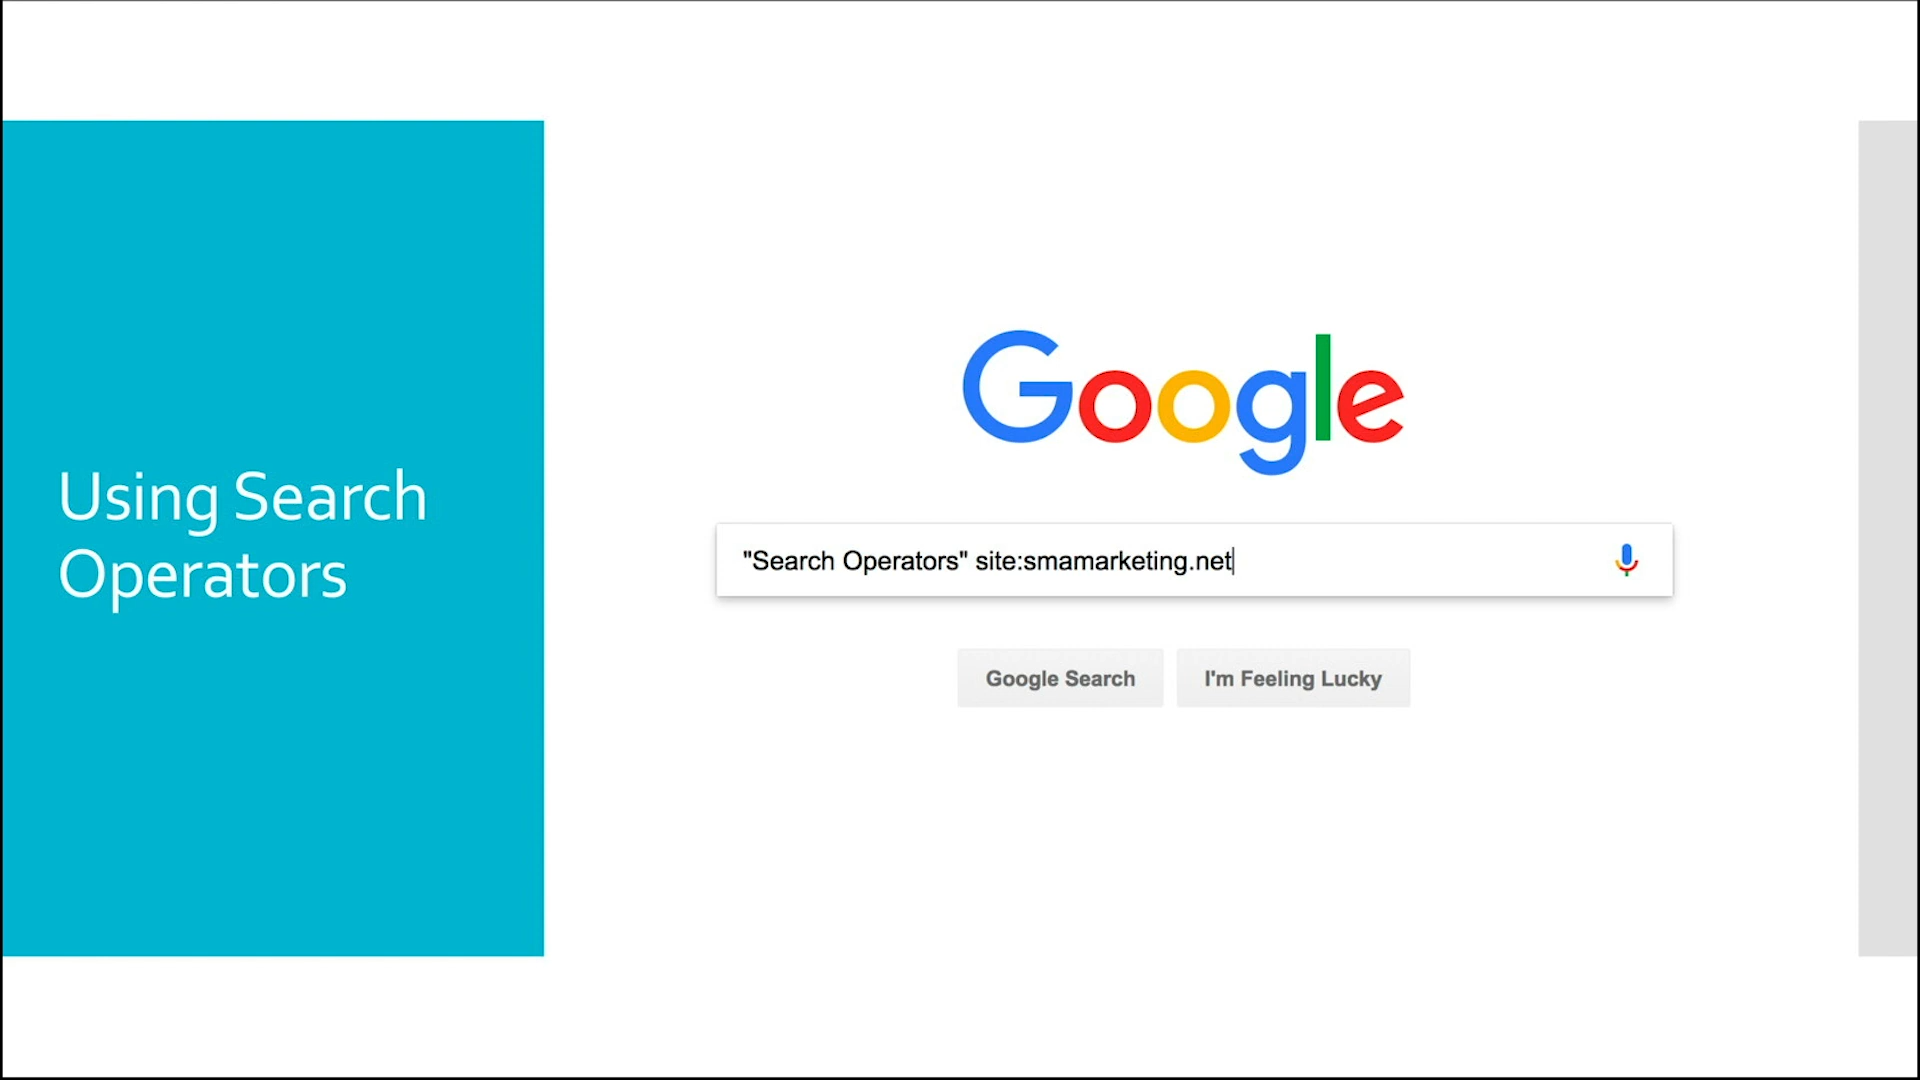 Using Search
Operators
Google
"Search Operators" site:smamarketing.net
Google Search
I'm Feeling Lucky